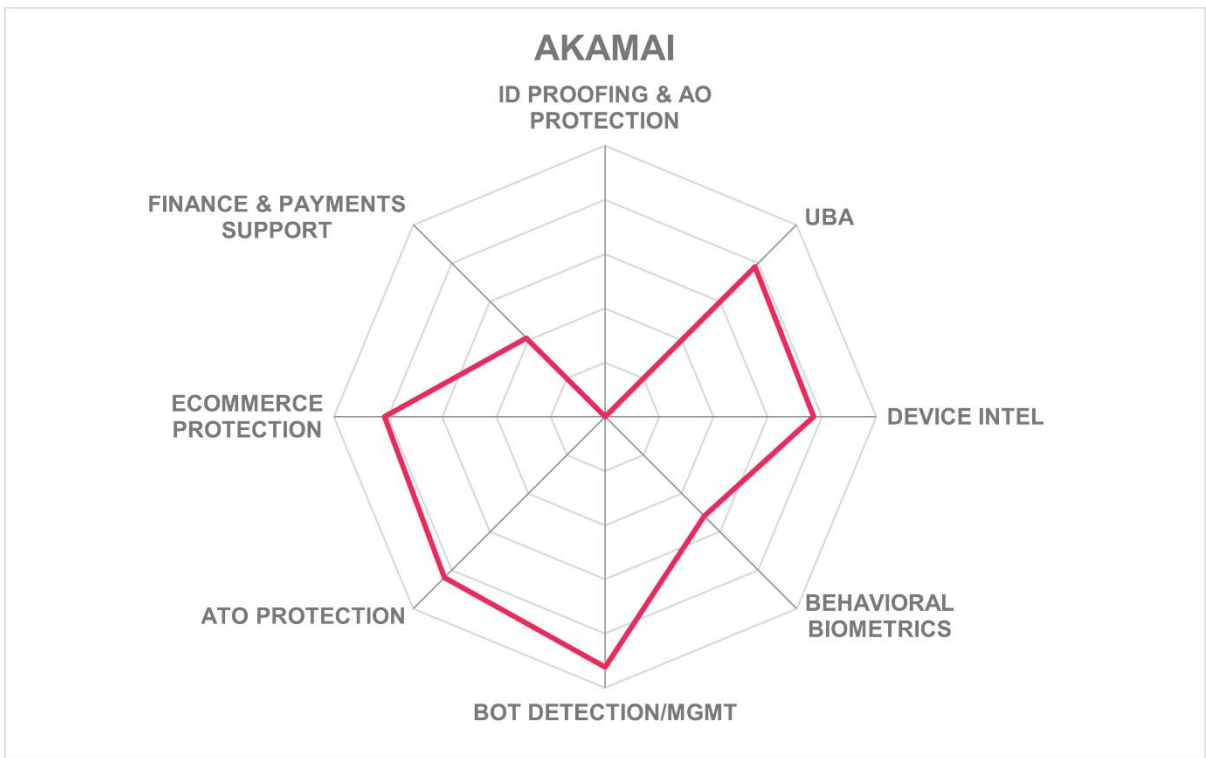 AKAMAI
ID PROOFING & AO
PROTECTION
UBA
DEVICE INTEL
BEHAVIORAL
BIOMETRICS
BOT DETECTION/MGMT
ATO PROTECTION
ECOMMERCE
PROTECTION
FINANCE & PAYMENTS
SUPPORT